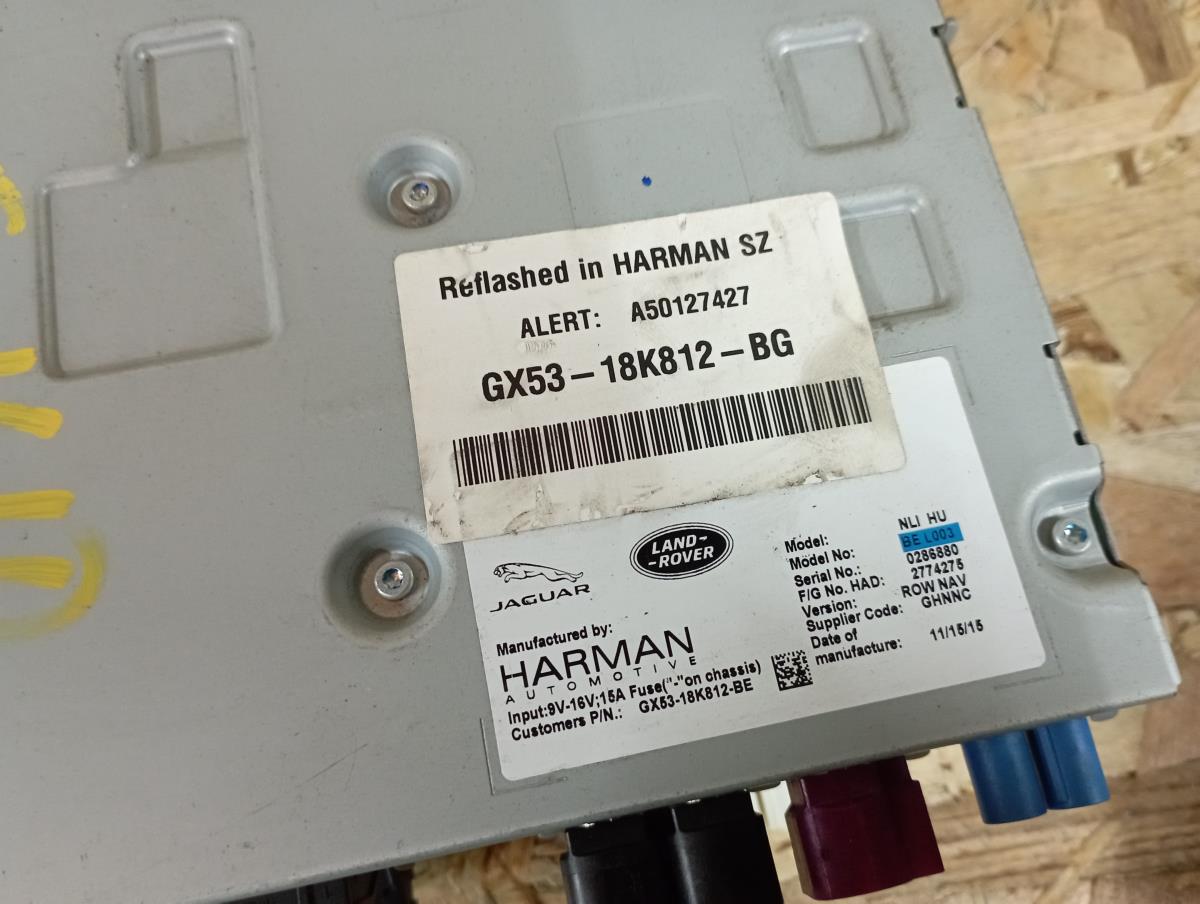 Reflashed in HARMAN SZ
ALERT: A50127427
GX53-18K812-BG
JAGUAR
LAND-
-ROVER
Manufactured by:
HARMAN
AUTOMOTIVE
Input:9V-16V;15A Fuse("-"on chassis)
Customers P/N.: GX53-18K812-BE
Model: NLI HU
Model No: BE L003
Serial No.: 0286880
F/G No. HAD: 2774275
Version: ROW NAV
Supplier Code: GHNNC
Date of
manufacture: 11/15/15